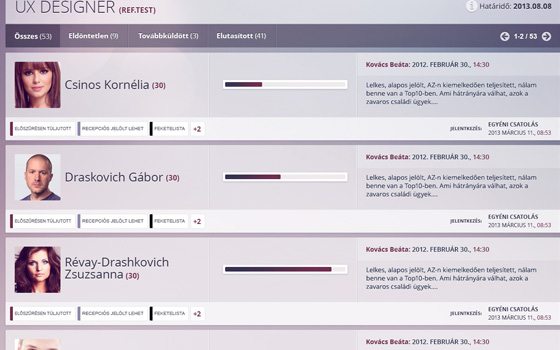 UX DESIGNER (REF.TEST)
Határidő: 2013.08.08
Összes (53) Eldöntetlen (9) Továbbküldött (3) Elutasított (41) 1-2 / 53
Csinos Kornélia (30)
Kovács Beáta: 2012. FEBRUÁR 30., 14:30
Lelkes, alapos jelölt, AZ-n kiemelkedően teljesített, nálam
benne van a Top10-ben. Ami hátrányára válhat, azok a
zavaros családi ügyek....
ELŐSZŰRÉSEN TÚLJUTOTT RECEPCIÓS JELÖLT LEHET FEKETELISTA +2
JELENTKEZÉS: EGYÉNI CSATOLÁS
2013 MÁRCIUS 11., 08:53
Draskovich Gábor (30)
Kovács Beáta: 2012. FEBRUÁR 30., 14:30
Lelkes, alapos jelölt, AZ-n kiemelkedően teljesített, nálam
benne van a Top10-ben. Ami hátrányára válhat, azok a
zavaros családi ügyek....
ELŐSZŰRÉSEN TÚLJUTOTT RECEPCIÓS JELÖLT LEHET FEKETELISTA +2
JELENTKEZÉS: EGYÉNI CSATOLÁS
2013 MÁRCIUS 11., 08:53
Révay-Drashkovich
Zsuzsanna (30)
Kovács Beáta: 2012. FEBRUÁR 30., 14:30
Lelkes, alapos jelölt, AZ-n kiemelkedően teljesített, nálam
benne van a Top10-ben. Ami hátrányára válhat, azok a
zavaros családi ügyek....
ELŐSZŰRÉSEN TÚLJUTOTT RECEPCIÓS JELÖLT LEHET FEKETELISTA +2
JELENTKEZÉS: EGYÉNI CSATOLÁS
2013 MÁRCIUS 11., 08:53
Kovács Beáta: 2012. FEBRUÁR 30., 14:30